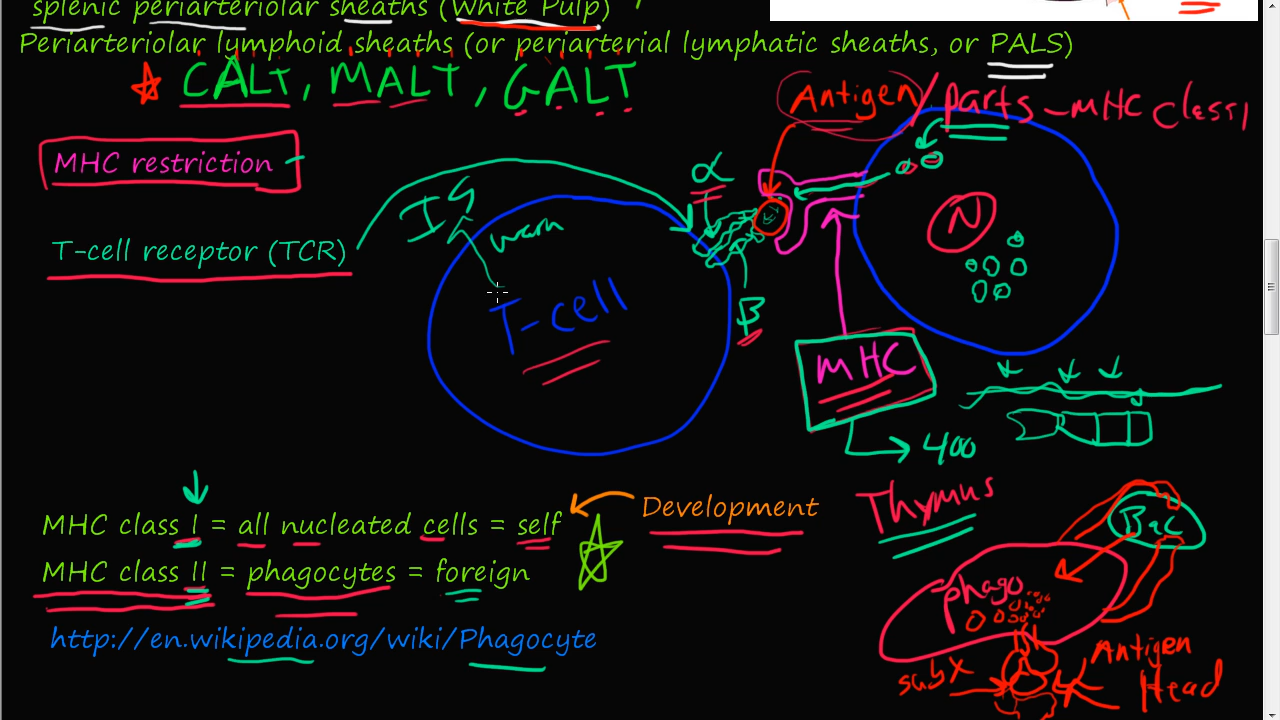 splenic periarteriolar sheaths (White Pulp)
Periarteriolar lymphoid sheaths (or periarterial lymphatic sheaths, or PALS)
CALT, MALT, GALT
Antigen / parts - MHC class 1
MHC restriction
α
N
T-cell receptor (TCR)
T-cell
β
MHC
400
Thymus
Development
MHC class I = all nucleated cells = self
MHC class II = phagocytes = foreign
http://en.wikipedia.org/wiki/Phagocyte
Bac
phago
Antigen
Head